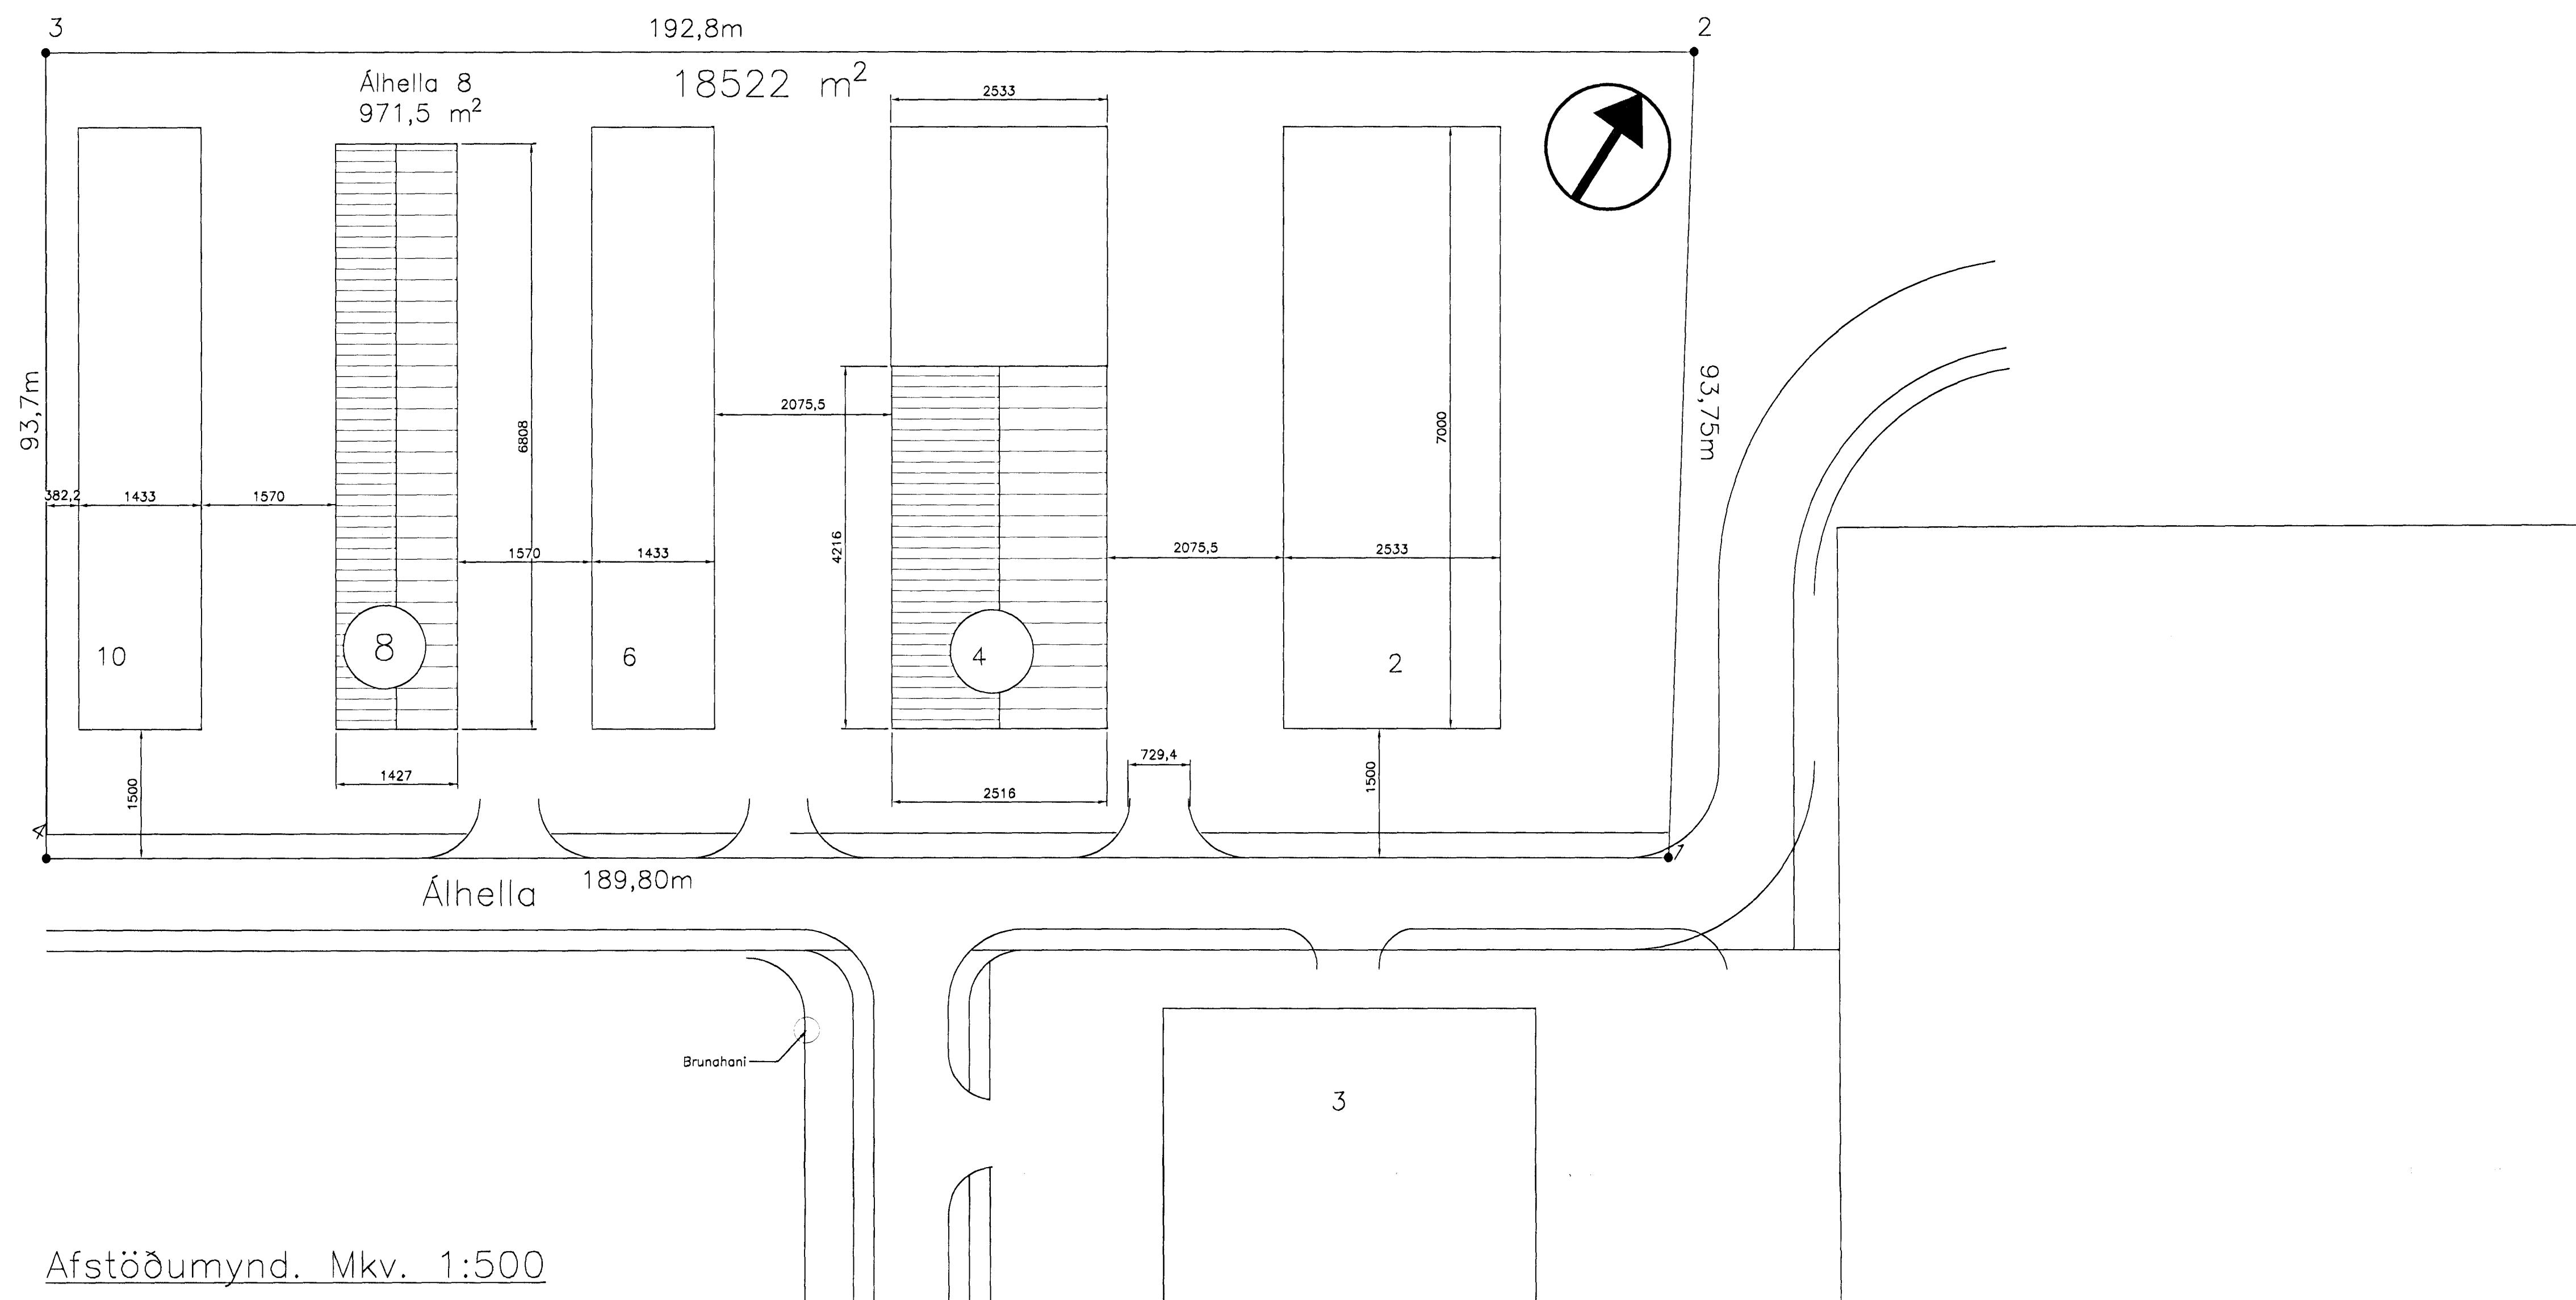 3
192,8m
2
Álhella 8
971,5 m²
18522 m²
2533
93,7m
93,75m
6808
2075,5
7000
382,2
1433
1570
1570
1433
4216
2075,5
2533
10
8
6
4
2
1500
1427
2516
729,4
1500
4
1
189,80m
Álhella
Brunahani
3
Afstöðumynd. Mkv. 1:500